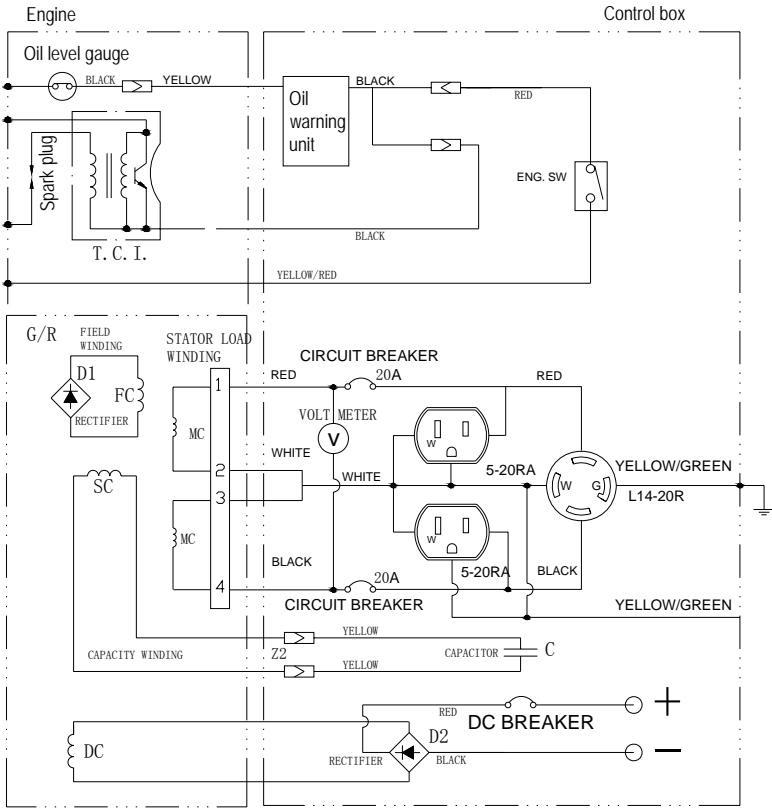 Engine
Control box
Oil level gauge
BLACK
YELLOW
Oil
warning
unit
BLACK
RED
ENG. SW
Spark plug
T. C. I.
BLACK
YELLOW/RED
G/R
FIELD
WINDING
STATOR LOAD
WINDING
D1
FC
RECTIFIER
1
MC
2
3
MC
4
RED
CIRCUIT BREAKER
20A
RED
VOLT METER
V
WHITE
WHITE
W
5-20RA
W
G
YELLOW/GREEN
L14-20R
W
BLACK
20A
5-20RA
BLACK
CIRCUIT BREAKER
YELLOW/GREEN
SC
CAPACITY WINDING
Z2
YELLOW
YELLOW
CAPACITOR
C
DC
RED
DC BREAKER
+
D2
RECTIFIER
BLACK
−